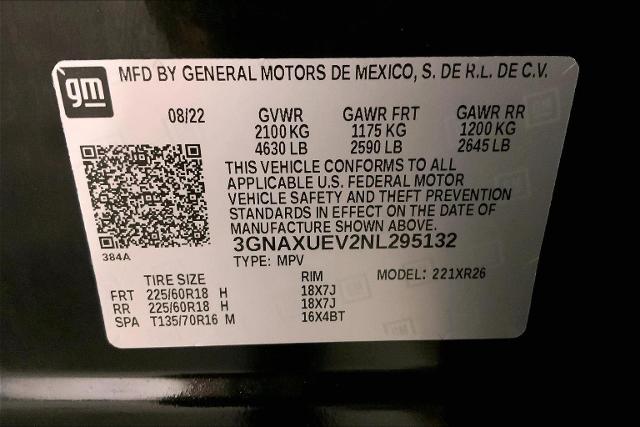 gm
MFD BY GENERAL MOTORS DE MEXICO, S. DE R.L. DE C.V.
08/22 GVWR GAWR FRT GAWR RR
2100 KG 1175 KG 1200 KG
4630 LB 2590 LB 2645 LB
THIS VEHICLE CONFORMS TO ALL
APPLICABLE U.S. FEDERAL MOTOR
VEHICLE SAFETY AND THEFT PREVENTION
STANDARDS IN EFFECT ON THE DATE OF
MANUFACTURE SHOWN ABOVE.
384A 3GNAXUEV2NL295132
TYPE: MPV
TIRE SIZE RIM MODEL: 221XR26
FRT 225/60R18 H 18X7J
RR 225/60R18 H 18X7J
SPA T135/70R16 M 16X4BT